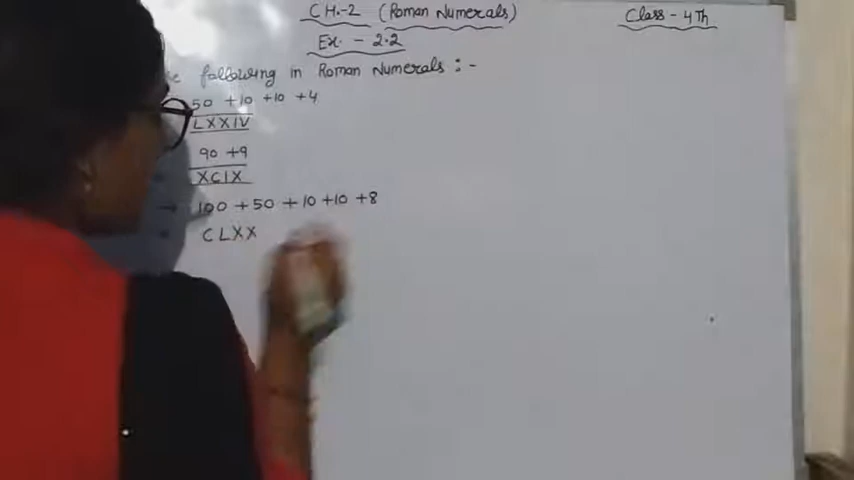 CH.-2 (Roman Numerals)
Class - 4Th
Ex. - 2.2
following in Roman Numerals : -
50 + 10 + 10 + 4
LXXIV
90 + 9
XCIX
→ 100 + 50 + 10 + 10 + 8
CLXX